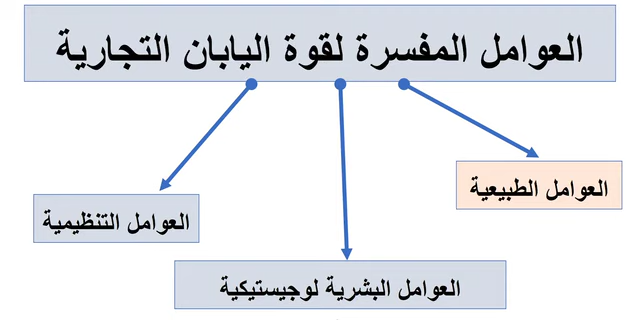 العوامل المفسرة لقوة اليابان التجارية
العوامل الطبيعية
العوامل التنظيمية
العوامل البشرية لوجيستيكية